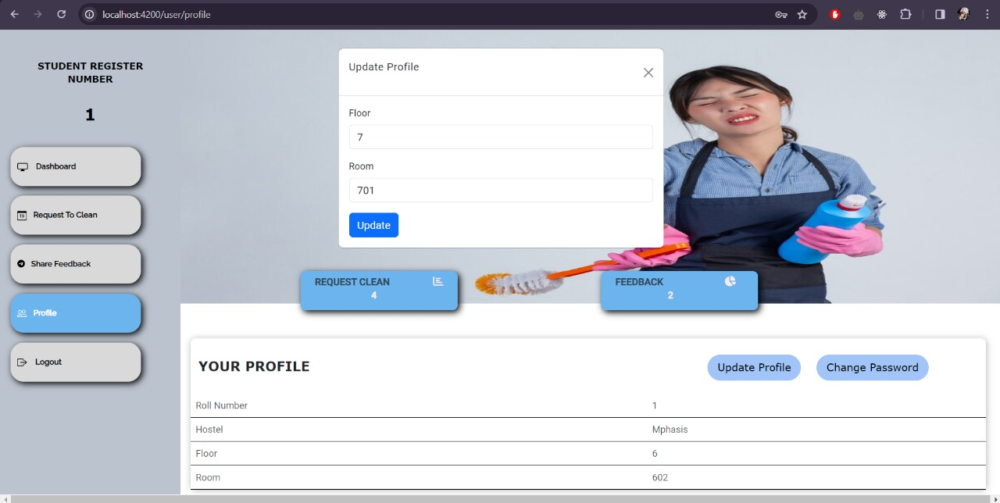 localhost:4200/user/profile
STUDENT REGISTER
NUMBER
1
Dashboard
19
Request To Clean
Share Feedback
Profile
Logout
Update Profile
Floor
7
Room
701
Update
REQUEST CLEAN
4
FEEDBACK
2
YOUR PROFILE
Update Profile
Change Password
Roll Number 1
Hostel Mphasis
Floor 6
Room 602